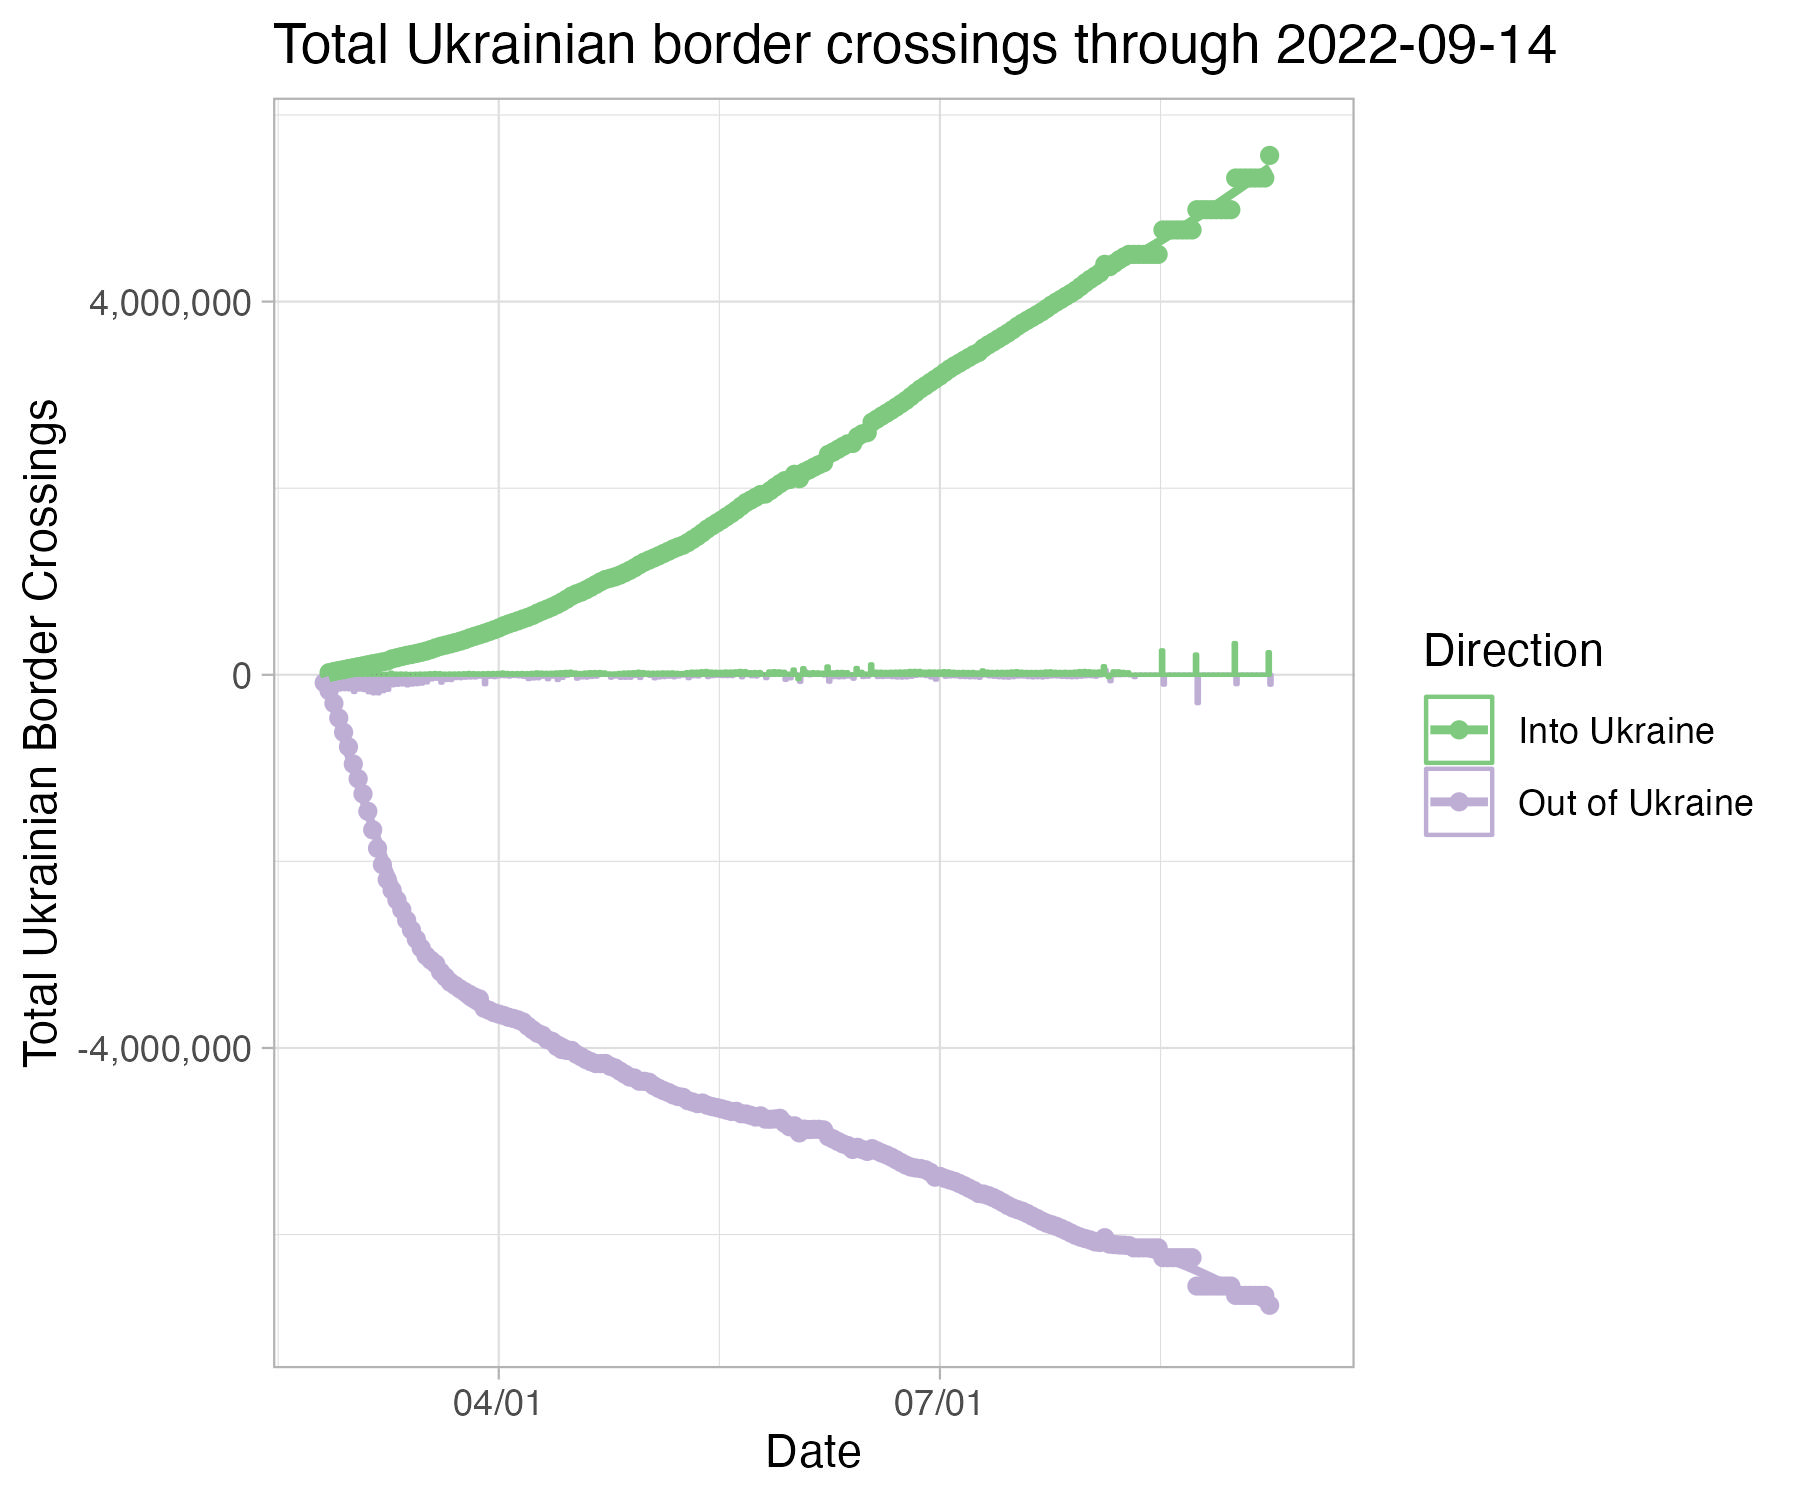 Total Ukrainian border crossings through 2022-09-14
Total Ukrainian Border Crossings
4,000,000
0
-4,000,000
04/01
07/01
Date
Direction
Into Ukraine
Out of Ukraine